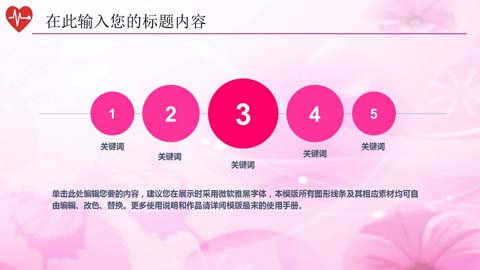 在此输入您的标题内容
1 2 3 4 5
关键词 关键词 关键词 关键词 关键词
单击此处编辑您要的内容，建议您在展示时采用微软雅黑字体，本模版所有图形线条及其相应素材均可自
由编辑、改色、替换。更多使用说明和作品请详阅模版最末的使用手册。